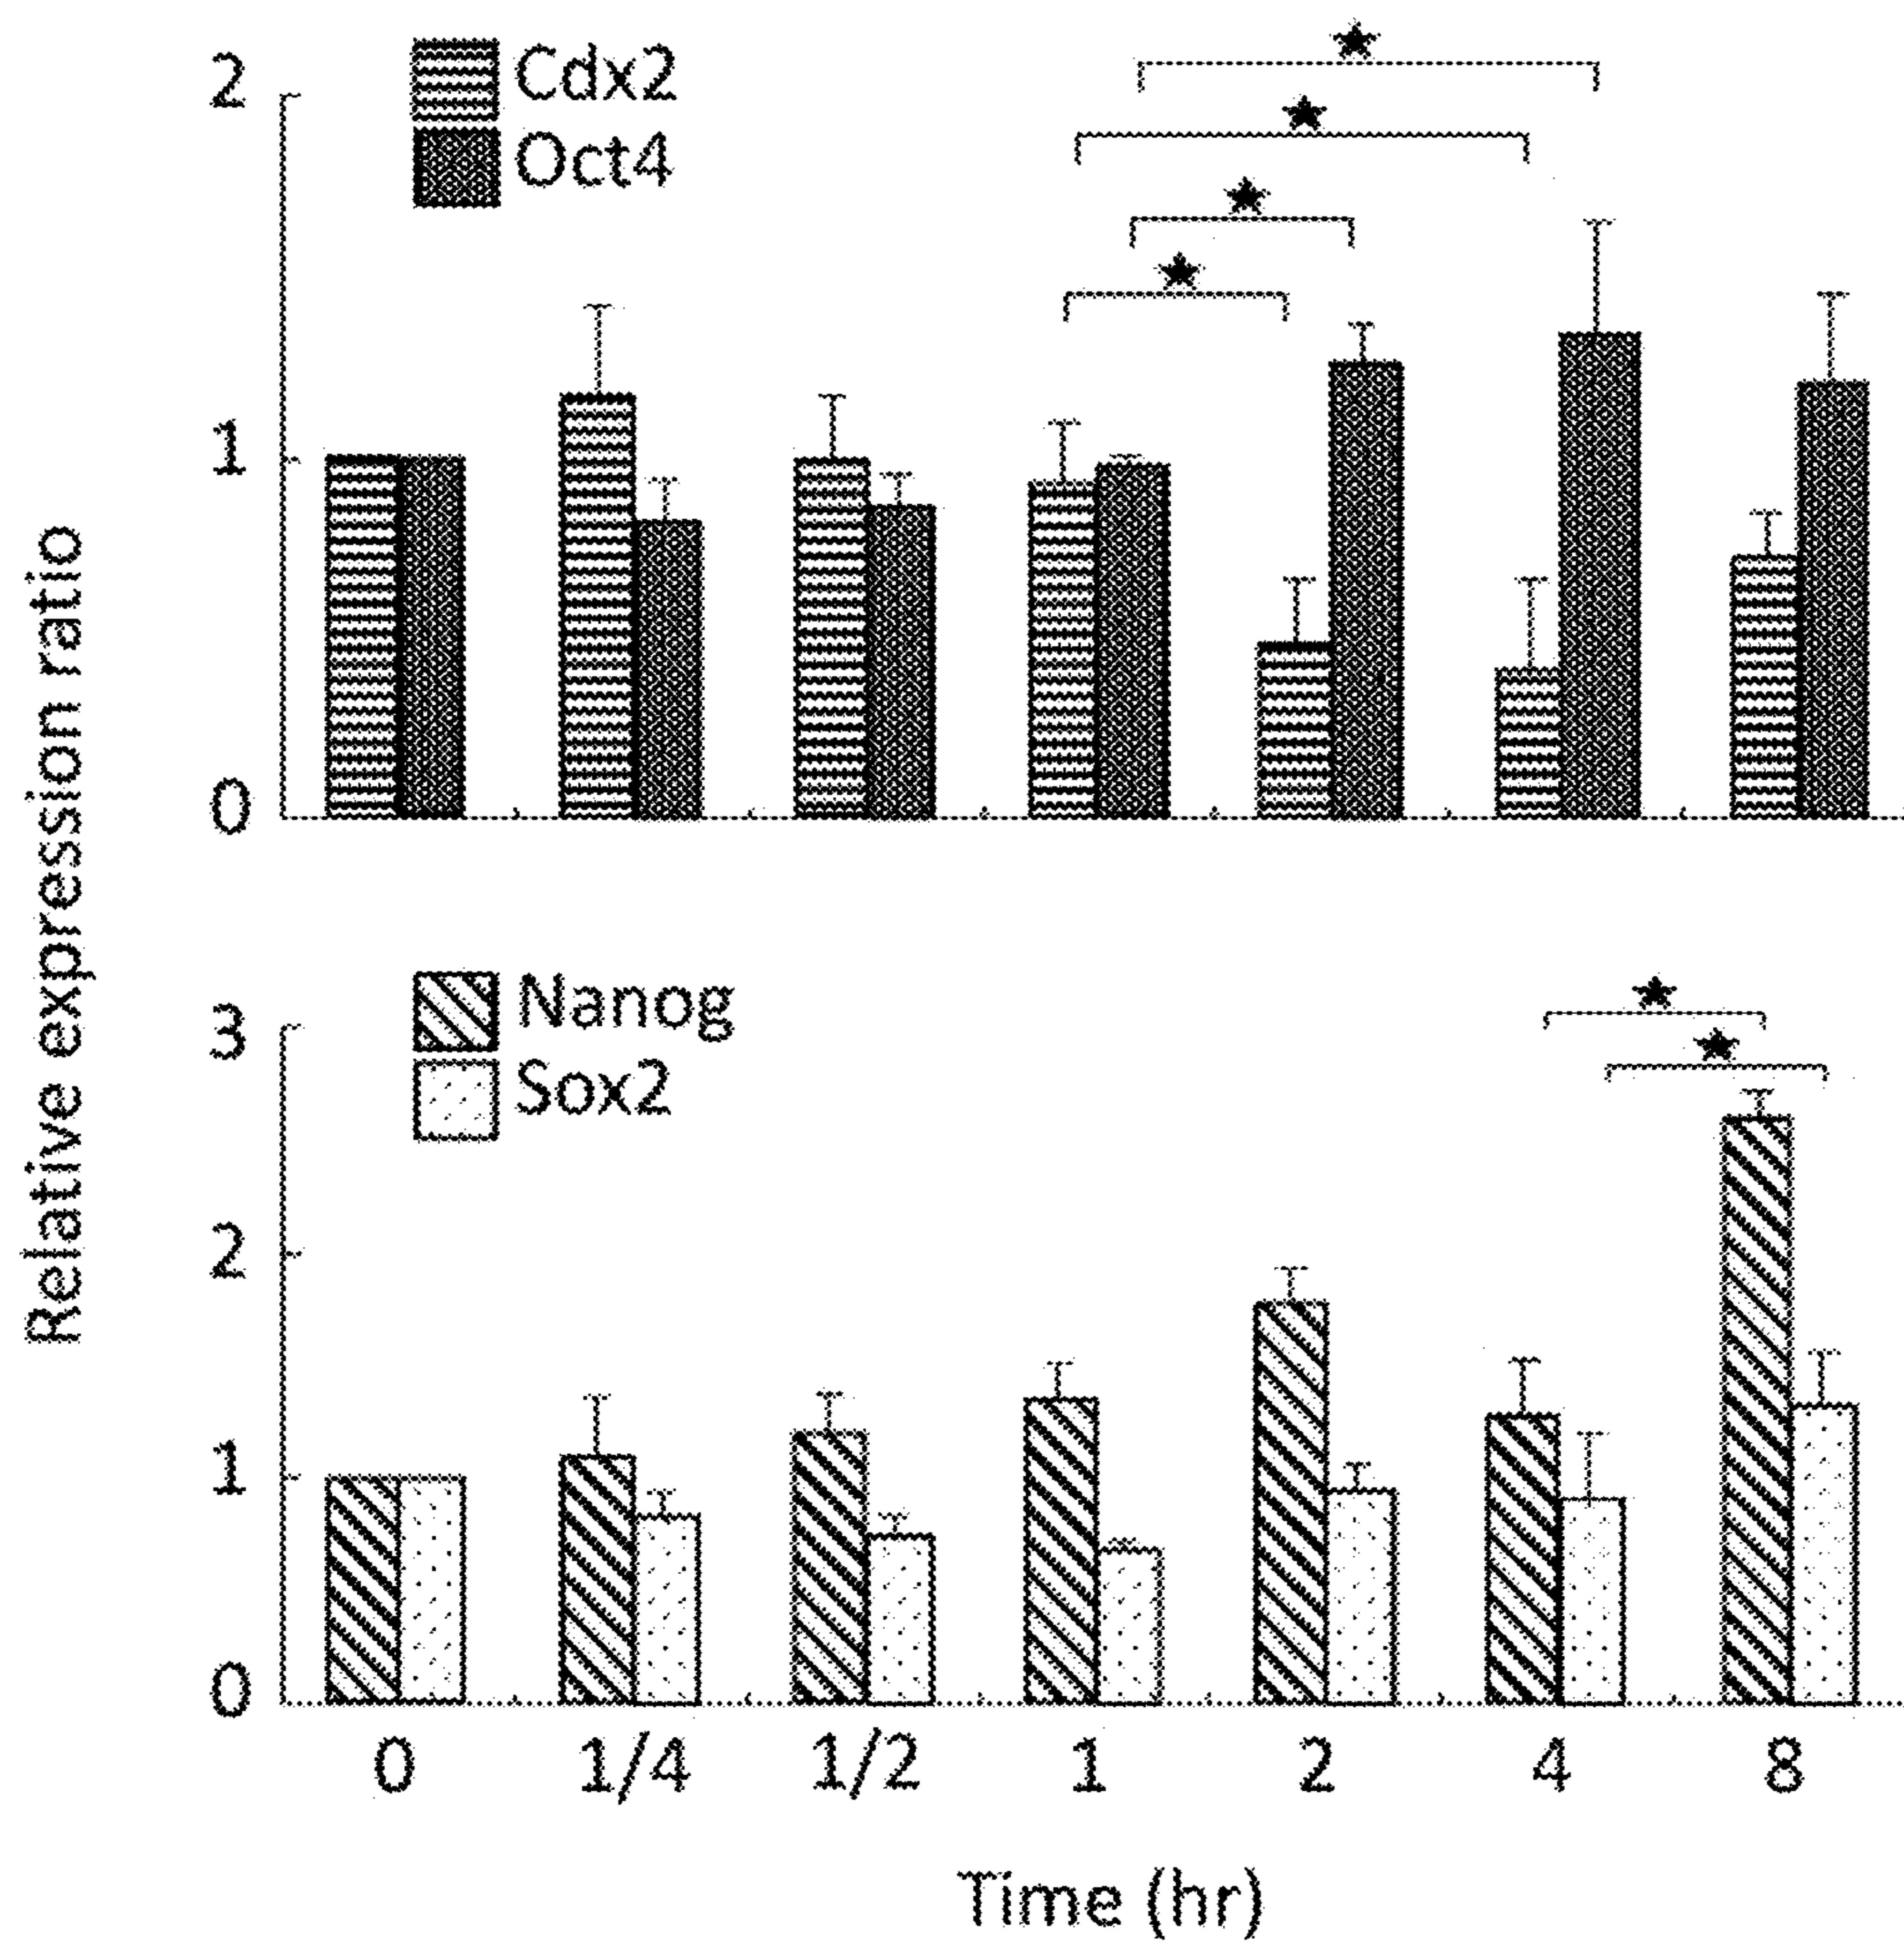 Relative expression ratio
2
1
0
Cdx2
Oct4
3
2
1
0
Nanog
Sox2
0 1/4 1/2 1 2 4 8
Time (hr)